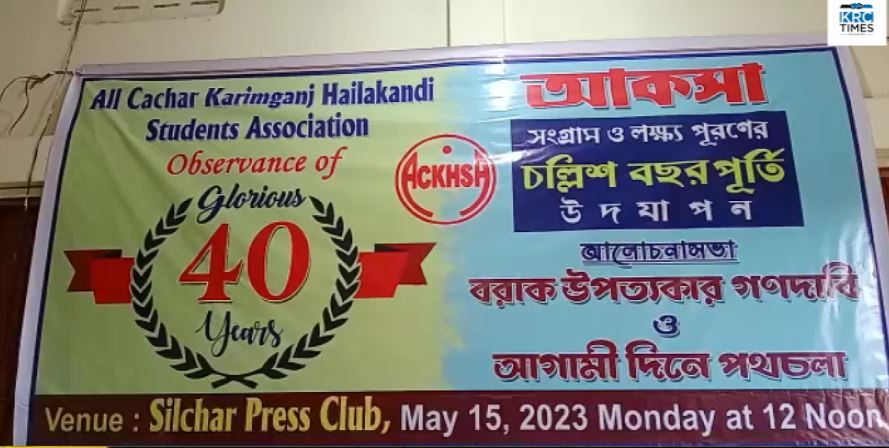 KRC
TIMES
All Cachar Karimganj Hailakandi
Students Association
Observance of
Glorious
40
Years
ACKHSA
আকসা
সংগ্রাম ও লক্ষ্য পূরণের
চল্লিশ বছর পূর্তি
উদযাপন
আলোচনাসভা
বরাক উপত্যকার গণদাবি
ও
আগামী দিনে পথচলা
Venue : Silchar Press Club, May 15, 2023 Monday at 12 Noon